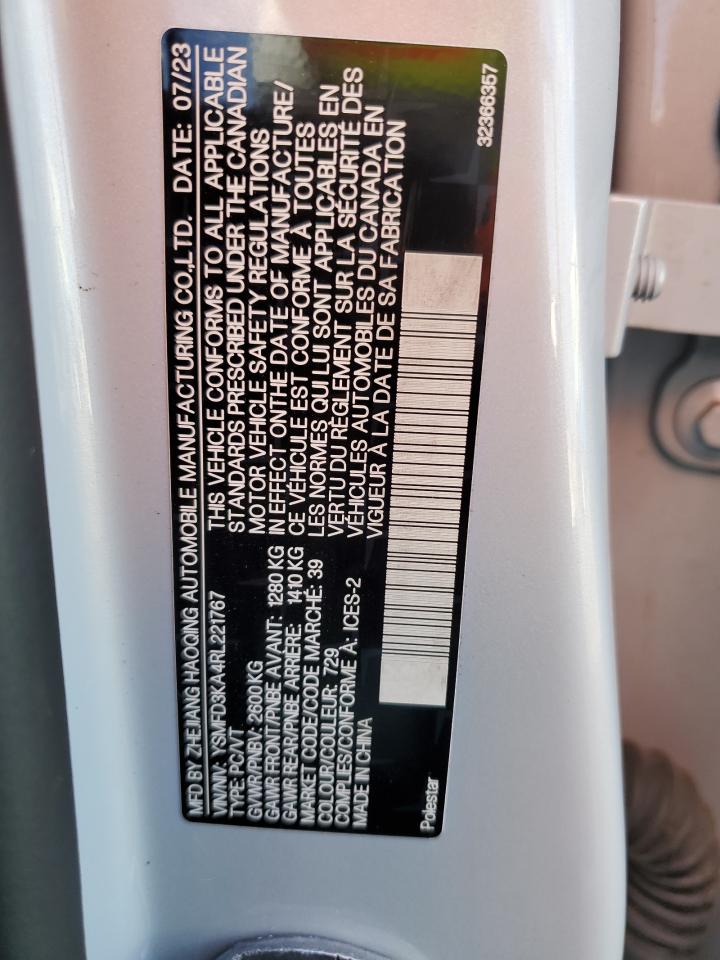 MFD BY ZHEJIANG HAOQING AUTOMOBILE MANUFACTURING CO.,LTD. DATE: 07/23
VIN/NIV: YSMFD3KA4RL221767
TYPE: PC/VT
GVWR/PNBV: 2600KG
GAWR FRONT/PNBE AVANT: 1280 KG
GAWR REAR/PNBE ARRIÈRE: 1410 KG
MARKET CODE/CODE MARCHÉ: 39
COLOUR/COULEUR: 729
COMPLIES/CONFORME À: ICES-2
MADE IN CHINA
THIS VEHICLE CONFORMS TO ALL APPLICABLE
STANDARDS PRESCRIBED UNDER THE CANADIAN
MOTOR VEHICLE SAFETY REGULATIONS
IN EFFECT ON THE DATE OF MANUFACTURE/
CE VÉHICULE EST CONFORME À TOUTES
LES NORMES QUI LUI SONT APPLICABLES EN
VERTU DU RÈGLEMENT SUR LA SÉCURITÉ DES
VÉHICULES AUTOMOBILES DU CANADA EN
VIGUEUR À LA DATE DE SA FABRICATION
Polestar
32366357